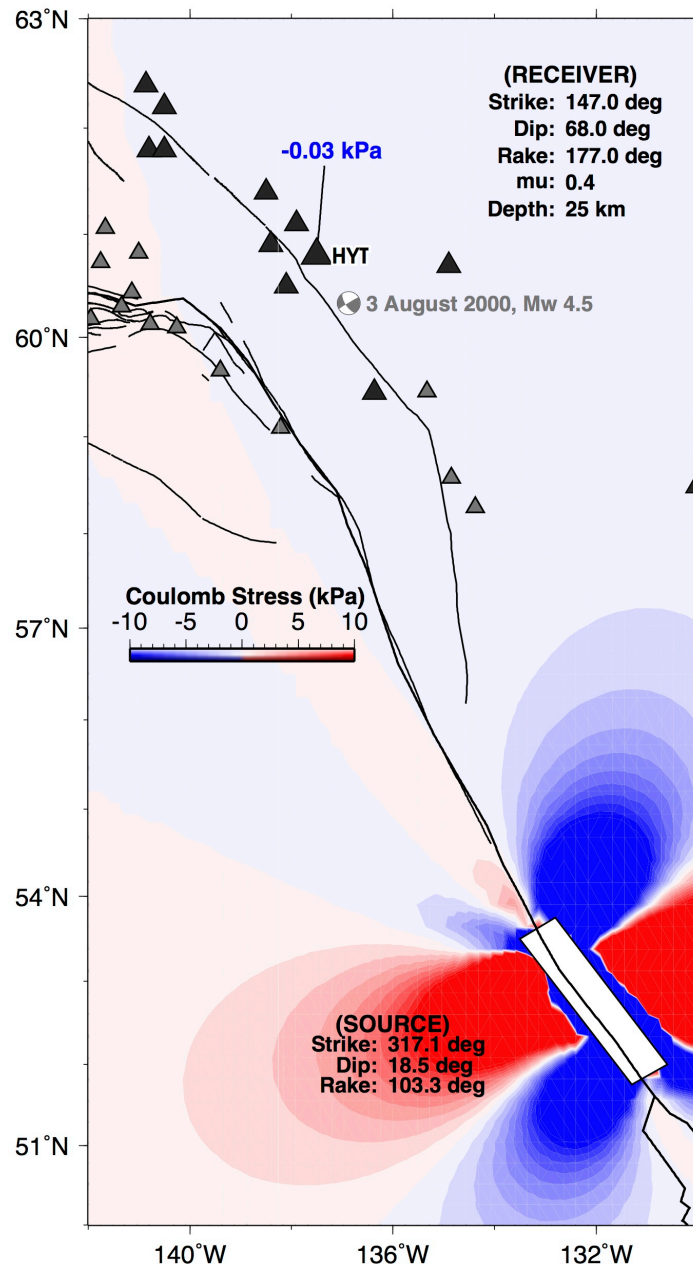 63°N
(RECEIVER)
Strike: 147.0 deg
Dip: 68.0 deg
Rake: 177.0 deg
mu: 0.4
Depth: 25 km
-0.03 kPa
HYT
3 August 2000, Mw 4.5
60°N
Coulomb Stress (kPa)
-10 -5 0 5 10
57°N
54°N
(SOURCE)
Strike: 317.1 deg
Dip: 18.5 deg
Rake: 103.3 deg
51°N
140°W 136°W 132°W